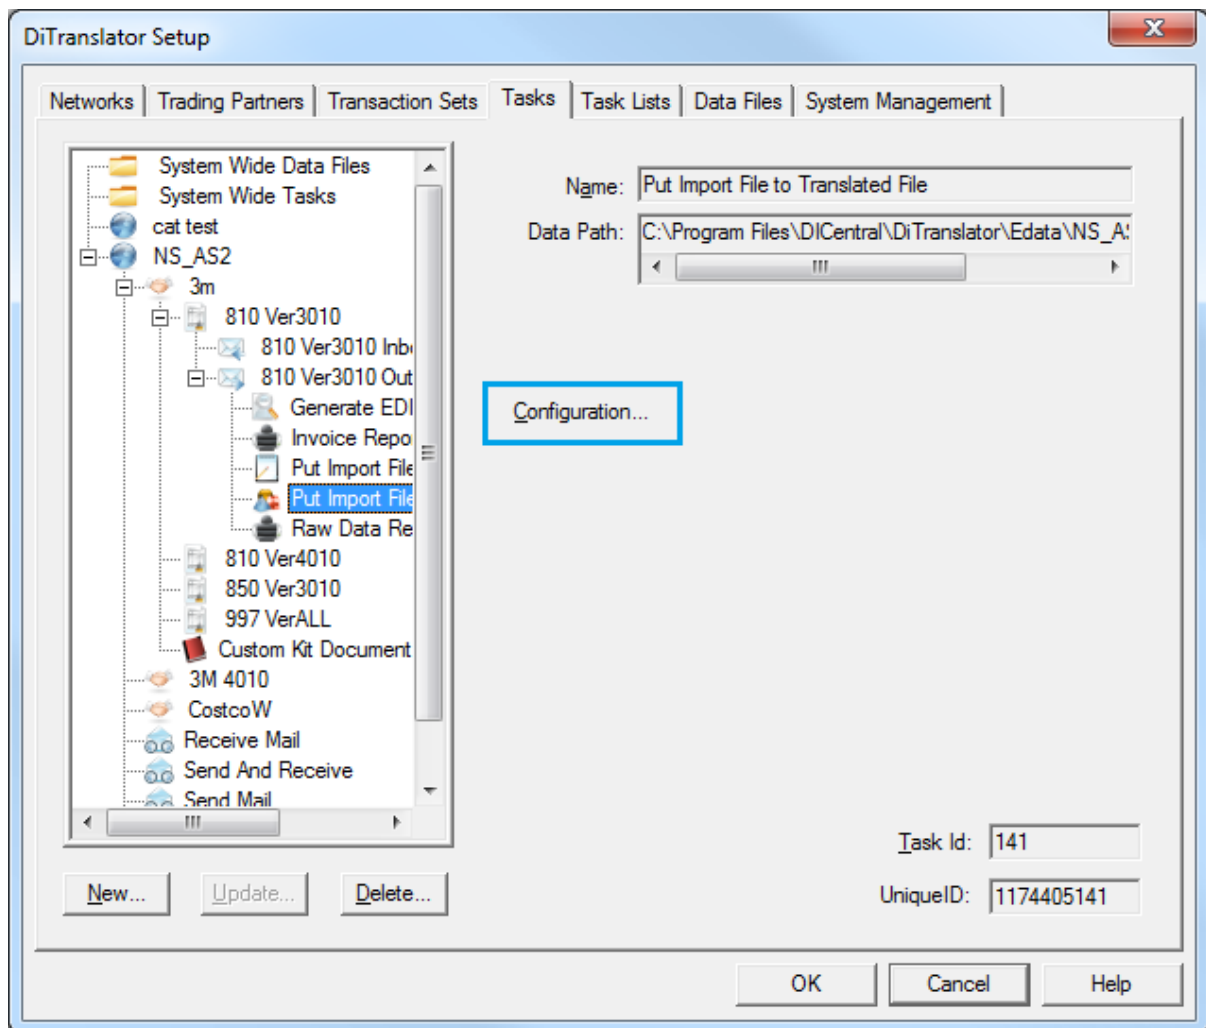 DiTranslator Setup
Networks Trading Partners Transaction Sets Tasks Task Lists Data Files System Management
System Wide Data Files
System Wide Tasks
cat test
NS_AS2
3m
810 Ver3010
810 Ver3010 Inb
810 Ver3010 Out
Generate EDI
Invoice Repo
Put Import File
Put Import File
Raw Data Re
810 Ver4010
850 Ver3010
997 VerALL
Custom Kit Document
3M 4010
CostcoW
Receive Mail
Send And Receive
Send Mail
New... Update... Delete...
Name: Put Import File to Translated File
Data Path: C:\Program Files\DICentral\DiTranslator\Edata\NS_A
Configuration...
Task Id: 141
UniqueID: 1174405141
OK Cancel Help